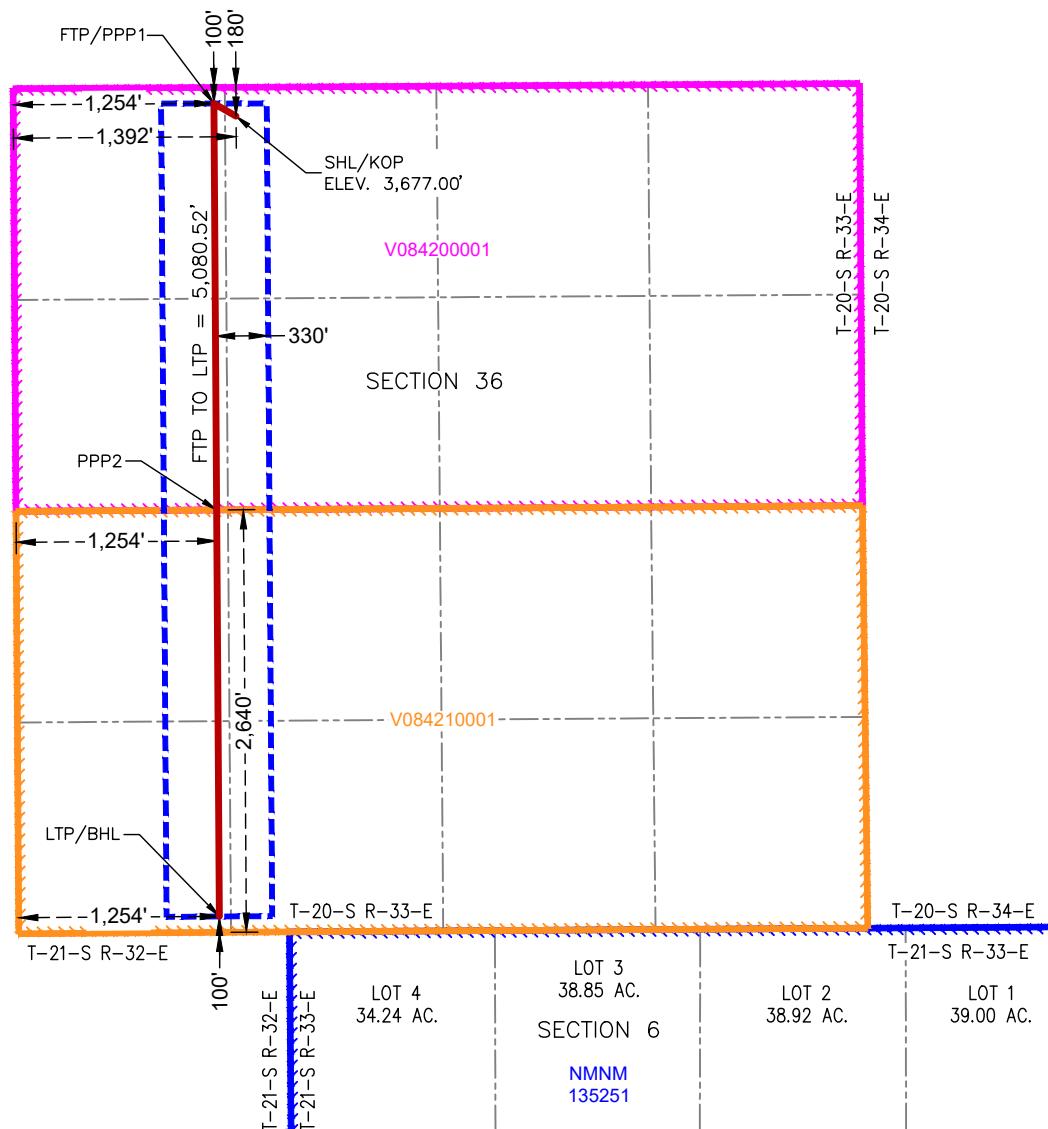 FTP/PPP1
100'
180'
1,254'
1,392'
SHL/KOP
ELEV. 3,677.00'
V084200001
T-20-S R-33-E
T-20-S R-34-E
FTP TO LTP = 5,080.52'
330'
SECTION 36
PPP2
1,254'
2,640'
V084210001
LTP/BHL
1,254'
T-20-S R-33-E
T-20-S R-34-E
T-21-S R-32-E
T-21-S R-33-E
100'
T-21-S R-32-E
T-21-S R-33-E
LOT 4
34.24 AC.
LOT 3
38.85 AC.
LOT 2
38.92 AC.
LOT 1
39.00 AC.
SECTION 6
NMNM
135251